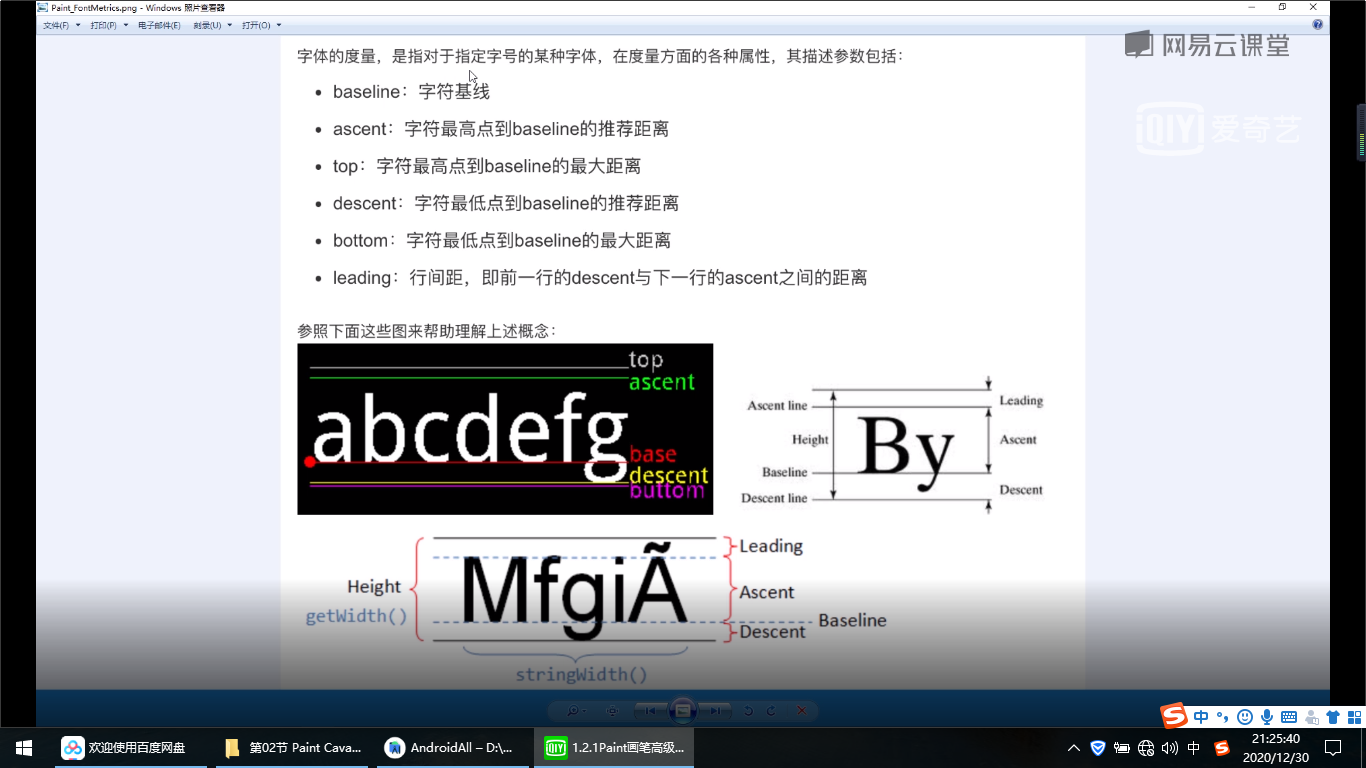 Paint_FontMetrics.png - Windows 照片查看器
文件(F) 打印(P) 电子邮件(E) 刻录(U) 打开(O)
网易云课堂
iQIYI 爱奇艺
字体的度量，是指对于指定字号的某种字体，在度量方面的各种属性，其描述参数包括：
baseline：字符基线
ascent：字符最高点到baseline的推荐距离
top：字符最高点到baseline的最大距离
descent：字符最低点到baseline的推荐距离
bottom：字符最低点到baseline的最大距离
leading：行间距，即前一行的descent与下一行的ascent之间的距离
参照下面这些图来帮助理解上述概念：
top
ascent
abcdefg
base
descent
buttom
Ascent line
Height
Baseline
Descent line
By
Leading
Ascent
Descent
Height
getWidth()
MfgiÃ
Leading
Ascent
Baseline
Descent
stringWidth()
中
欢迎使用百度网盘
第02节 Paint Cava...
AndroidAll – D:\...
iQIYI
1.2.1Paint画笔高级...
中
21:25:40
2020/12/30